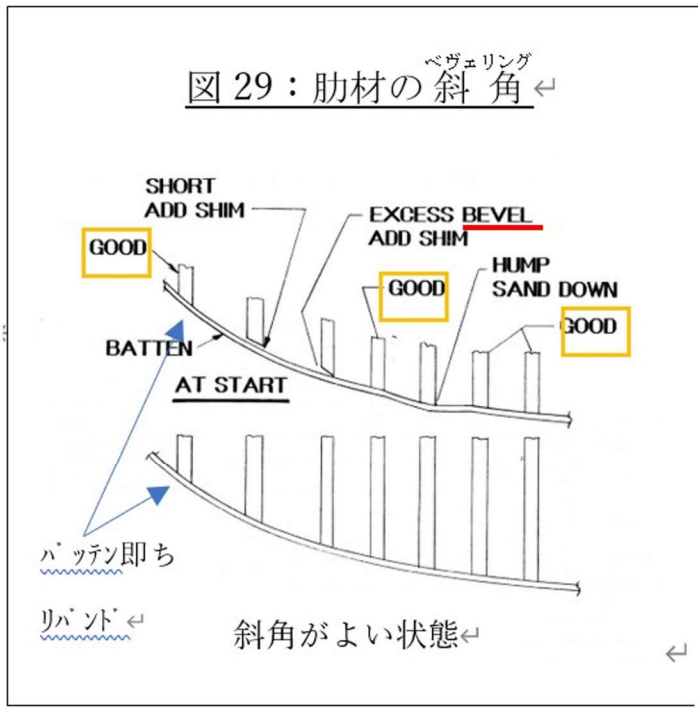 ベヴェリング
図 29：肋材の 斜 角↵
SHORT
ADD SHIM
EXCESS BEVEL
ADD SHIM
GOOD
HUMP
SAND DOWN
GOOD
GOOD
BATTEN
AT START
ﾊﾞｯﾃﾝ即ち
ﾘﾊﾞﾝﾄﾞ↵
斜角がよい状態↵
↵